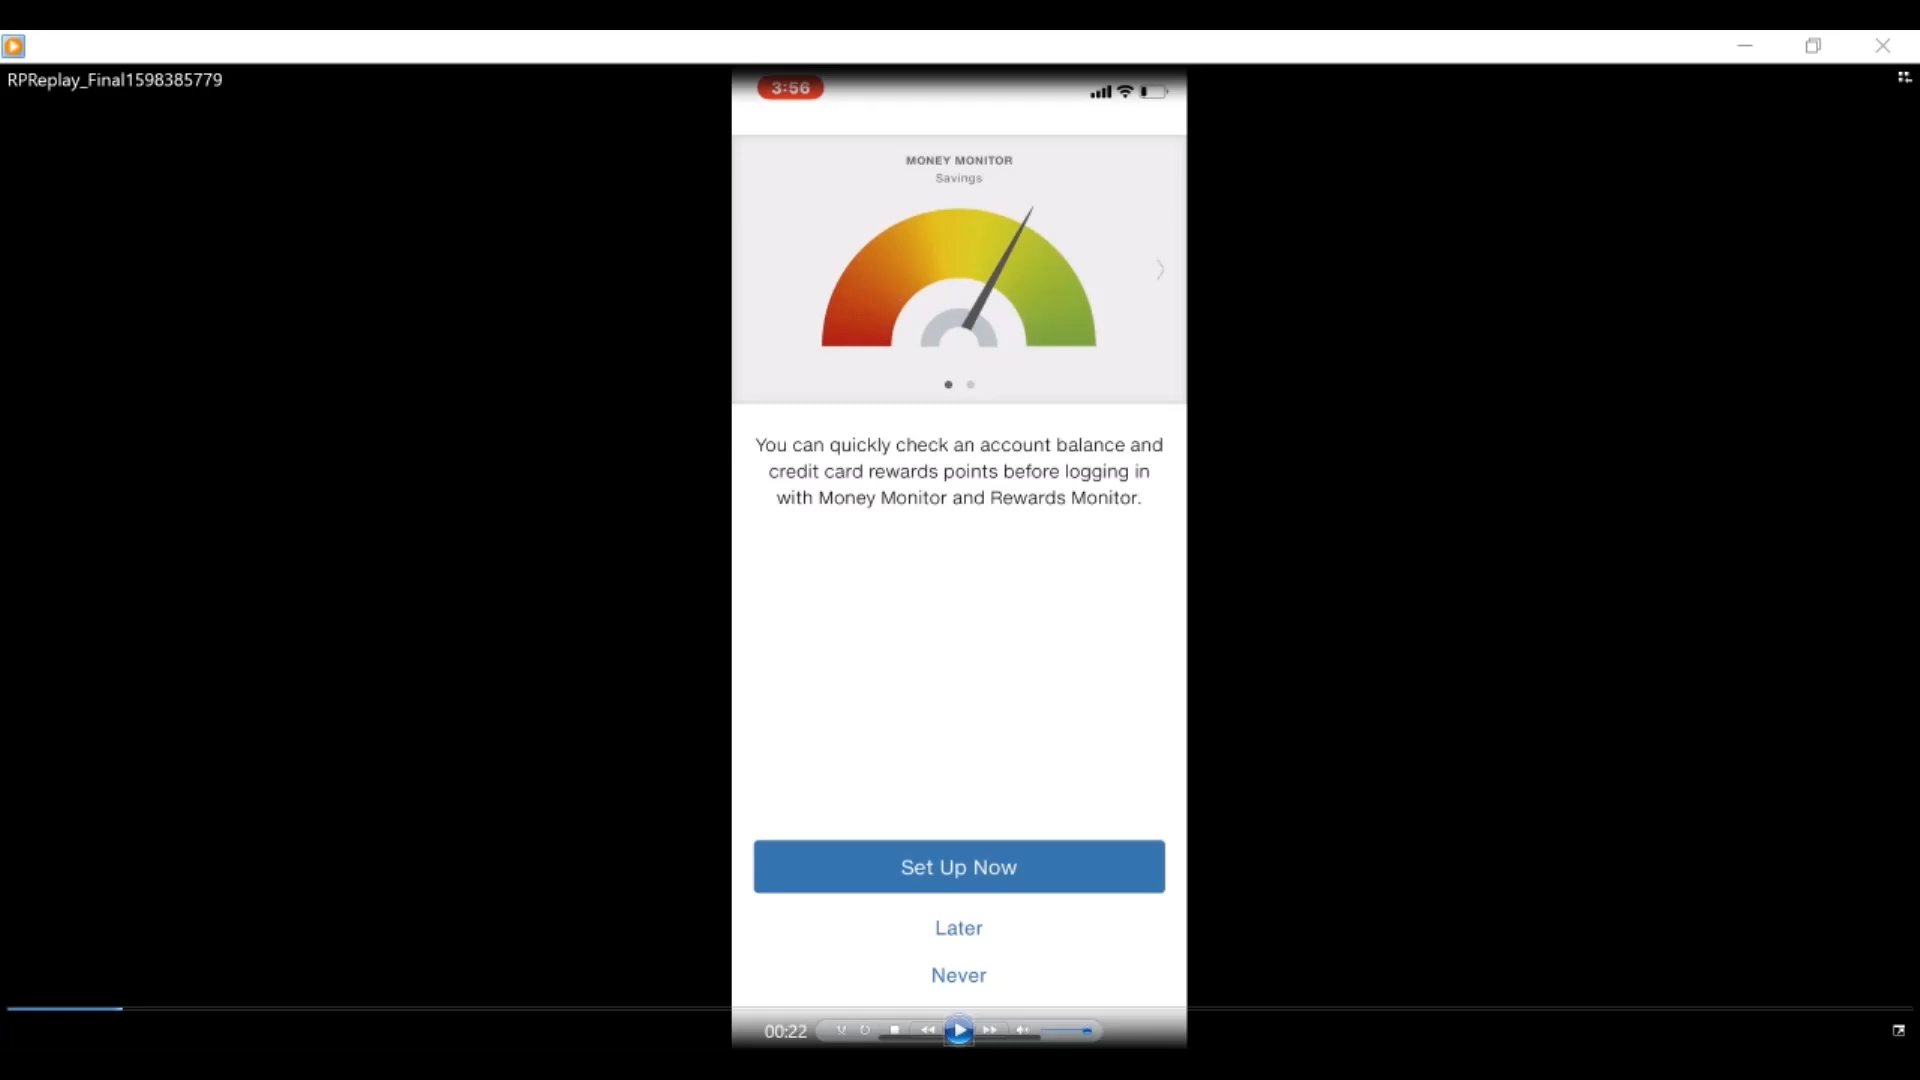 RPReplay_Final1598385779
3:56
MONEY MONITOR
Savings
You can quickly check an account balance and
credit card rewards points before logging in
with Money Monitor and Rewards Monitor.
Set Up Now
Later
Never
00:22